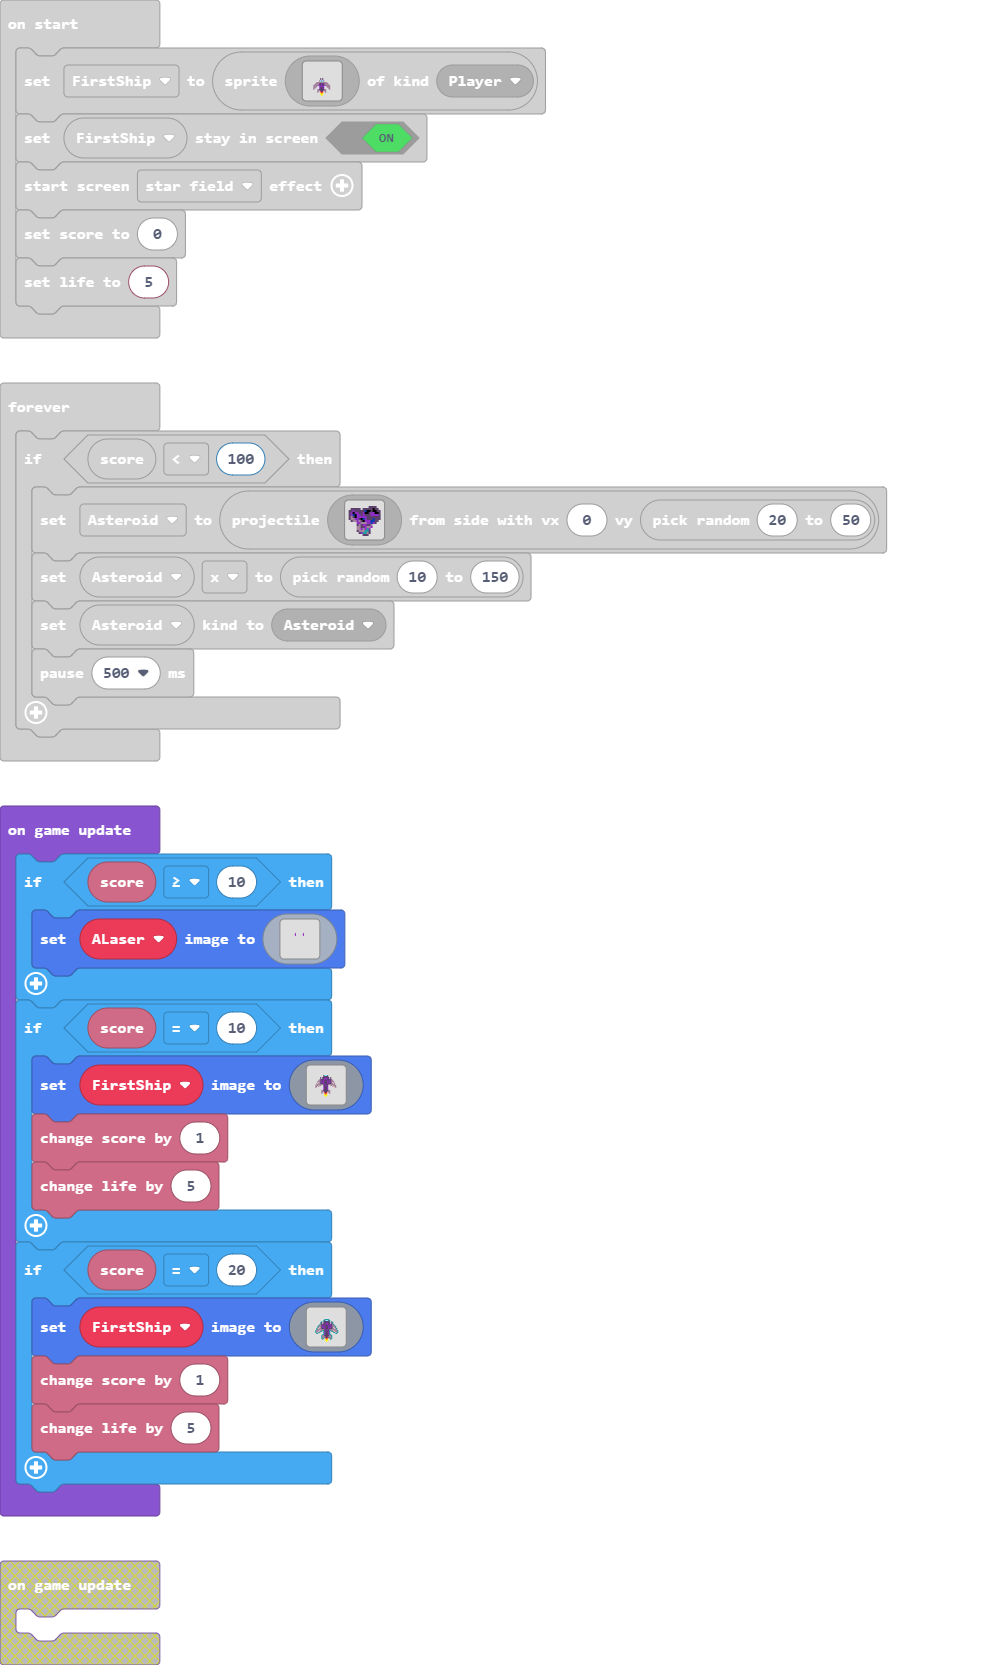 on start
set FirstShip to sprite of kind Player
set FirstShip stay in screen ON
start screen star field effect
set score to 0
set life to 5
forever
if score < 100 then
set Asteroid to projectile from side with vx 0 vy pick random 20 to 50
set Asteroid x to pick random 10 to 150
set Asteroid kind to Asteroid
pause 500 ms
on game update
if score ≥ 10 then
set ALaser image to
if score = 10 then
set FirstShip image to
change score by 1
change life by 5
if score = 20 then
set FirstShip image to
change score by 1
change life by 5
on game update